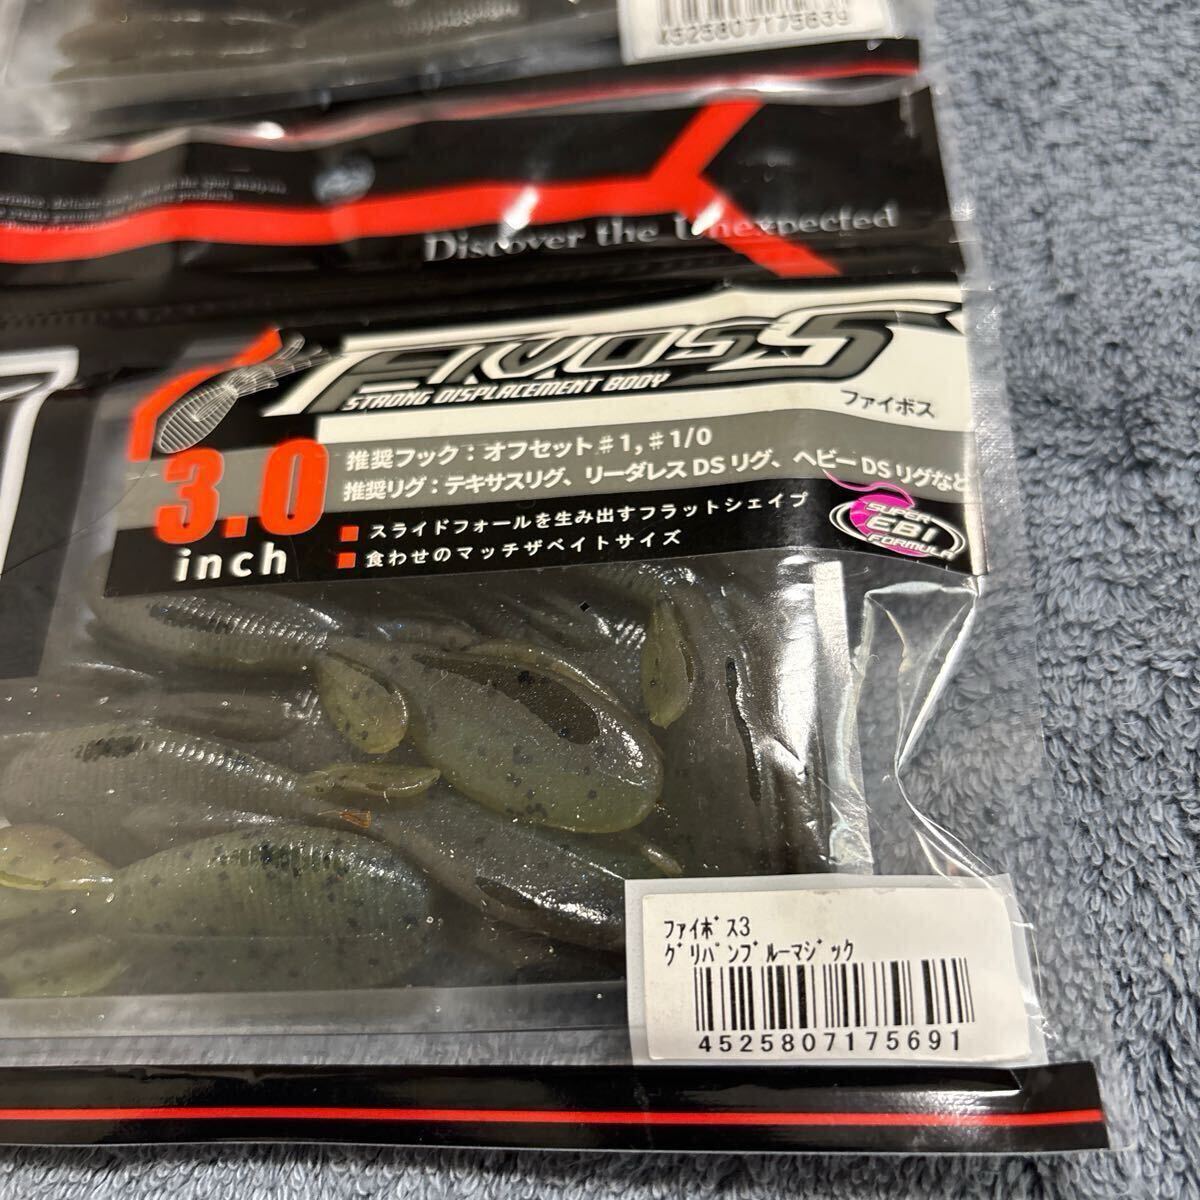 4525807175639
Discover the Unexpected
FIVOSS
STRONG DISPLACEMENT BODY
ファイボス
3.0
inch
推奨フック：オフセット#1,#1/0
推奨リグ：テキサスリグ、リーダレスDSリグ、ヘビーDSリグなど
■ スライドフォールを生み出すフラットシェイプ
■ 食わせのマッチザベイトサイズ
SUPER
EBI
FORMULA
ﾌｧｲﾎﾞｽ3
ｸﾞﾘﾊﾟﾝﾌﾞﾙｰﾏｼﾞｯｸ
4525807175691